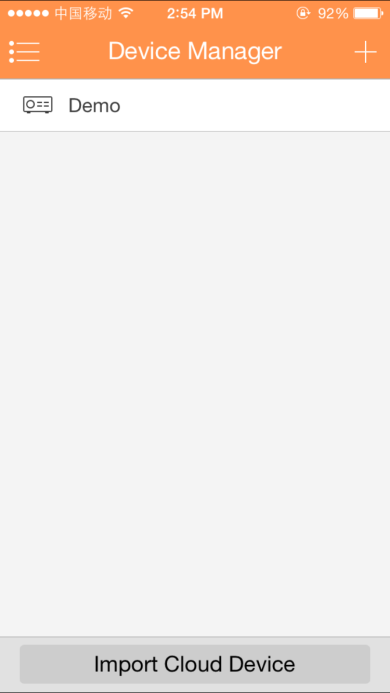 中国移动 2:54 PM 92%
Device Manager
Demo
Import Cloud Device